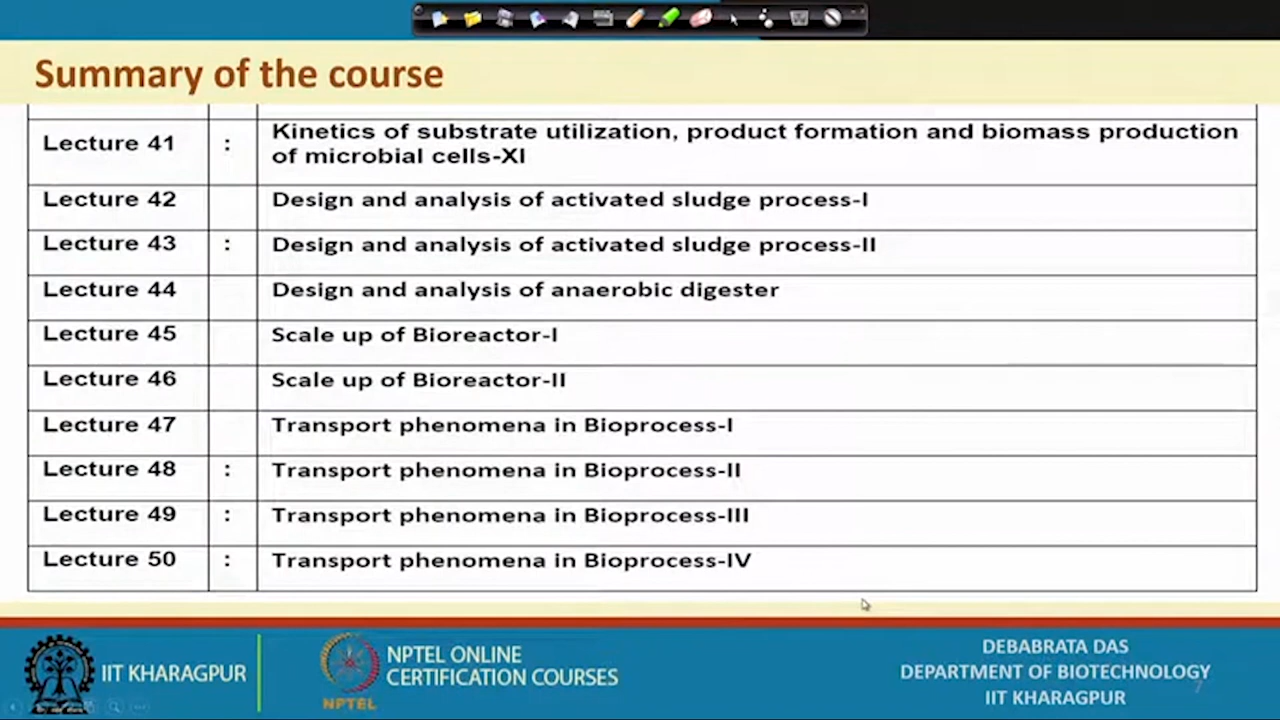 Summary of the course
Lecture 41 : Kinetics of substrate utilization, product formation and biomass production
of microbial cells-XI
Lecture 42 Design and analysis of activated sludge process-I
Lecture 43 : Design and analysis of activated sludge process-II
Lecture 44 Design and analysis of anaerobic digester
Lecture 45 Scale up of Bioreactor-I
Lecture 46 Scale up of Bioreactor-II
Lecture 47 Transport phenomena in Bioprocess-I
Lecture 48 : Transport phenomena in Bioprocess-II
Lecture 49 : Transport phenomena in Bioprocess-III
Lecture 50 : Transport phenomena in Bioprocess-IV
IIT KHARAGPUR
NPTEL
NPTEL ONLINE
CERTIFICATION COURSES
DEBABRATA DAS
DEPARTMENT OF BIOTECHNOLOGY
IIT KHARAGPUR
7